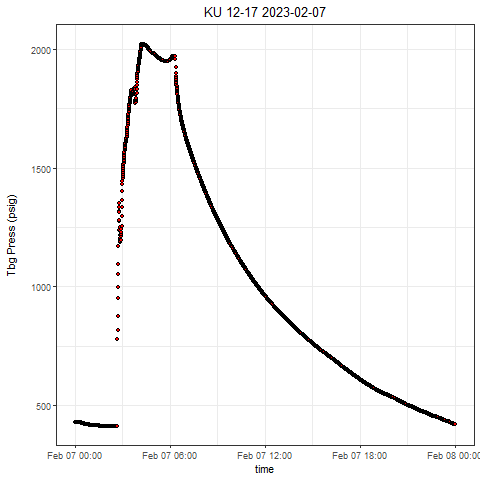 KU 12-17 2023-02-07
2000
1500
1000
500
Tbg Press (psig)
Feb 07 00:00
Feb 07 06:00
Feb 07 12:00
Feb 07 18:00
Feb 08 00:00
time